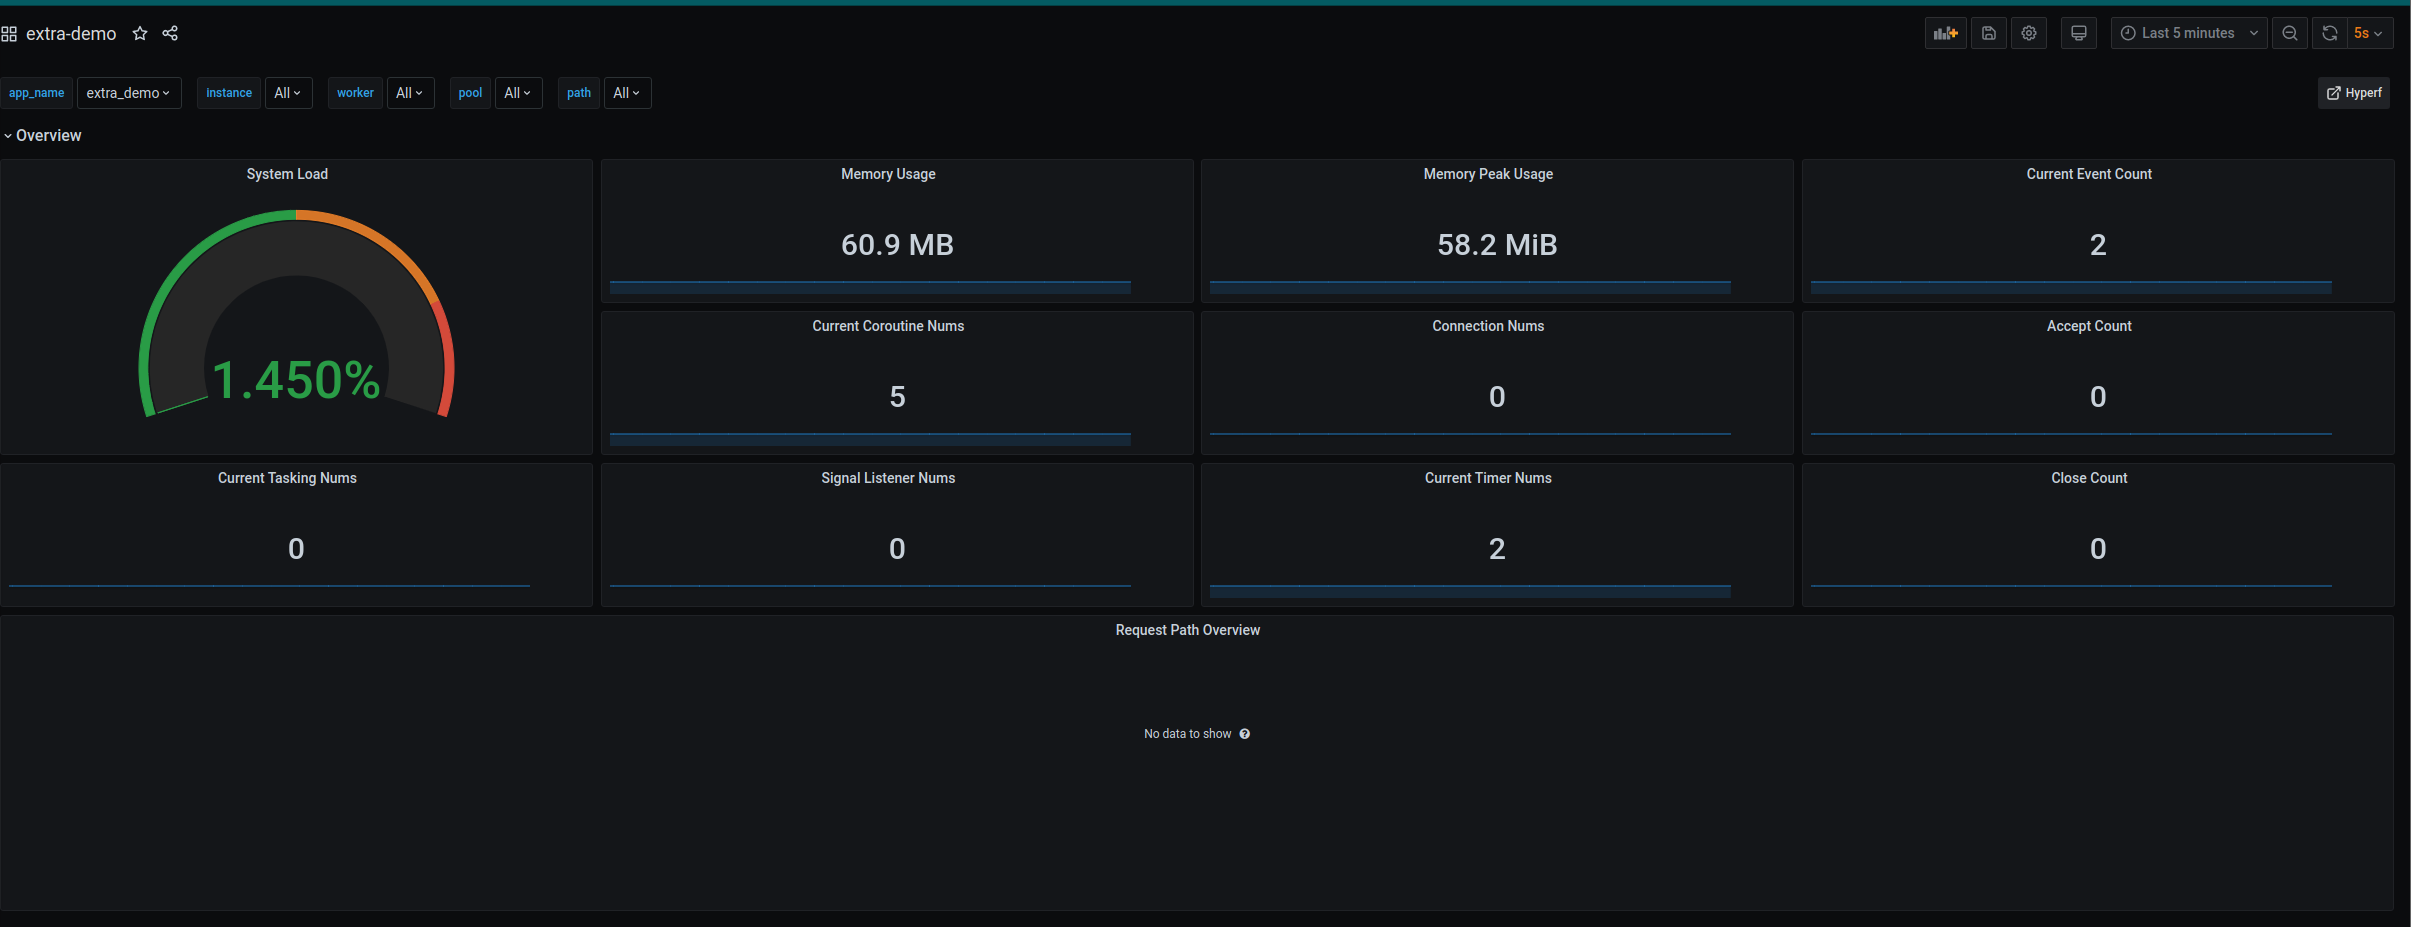 extra-demo
Last 5 minutes
5s
app_name extra_demo instance All worker All pool All path All
Hyperf
Overview
System Load
1.450%
Memory Usage
60.9 MB
Memory Peak Usage
58.2 MiB
Current Event Count
2
Current Coroutine Nums
5
Connection Nums
0
Accept Count
0
Current Tasking Nums
0
Signal Listener Nums
0
Current Timer Nums
2
Close Count
0
Request Path Overview
No data to show